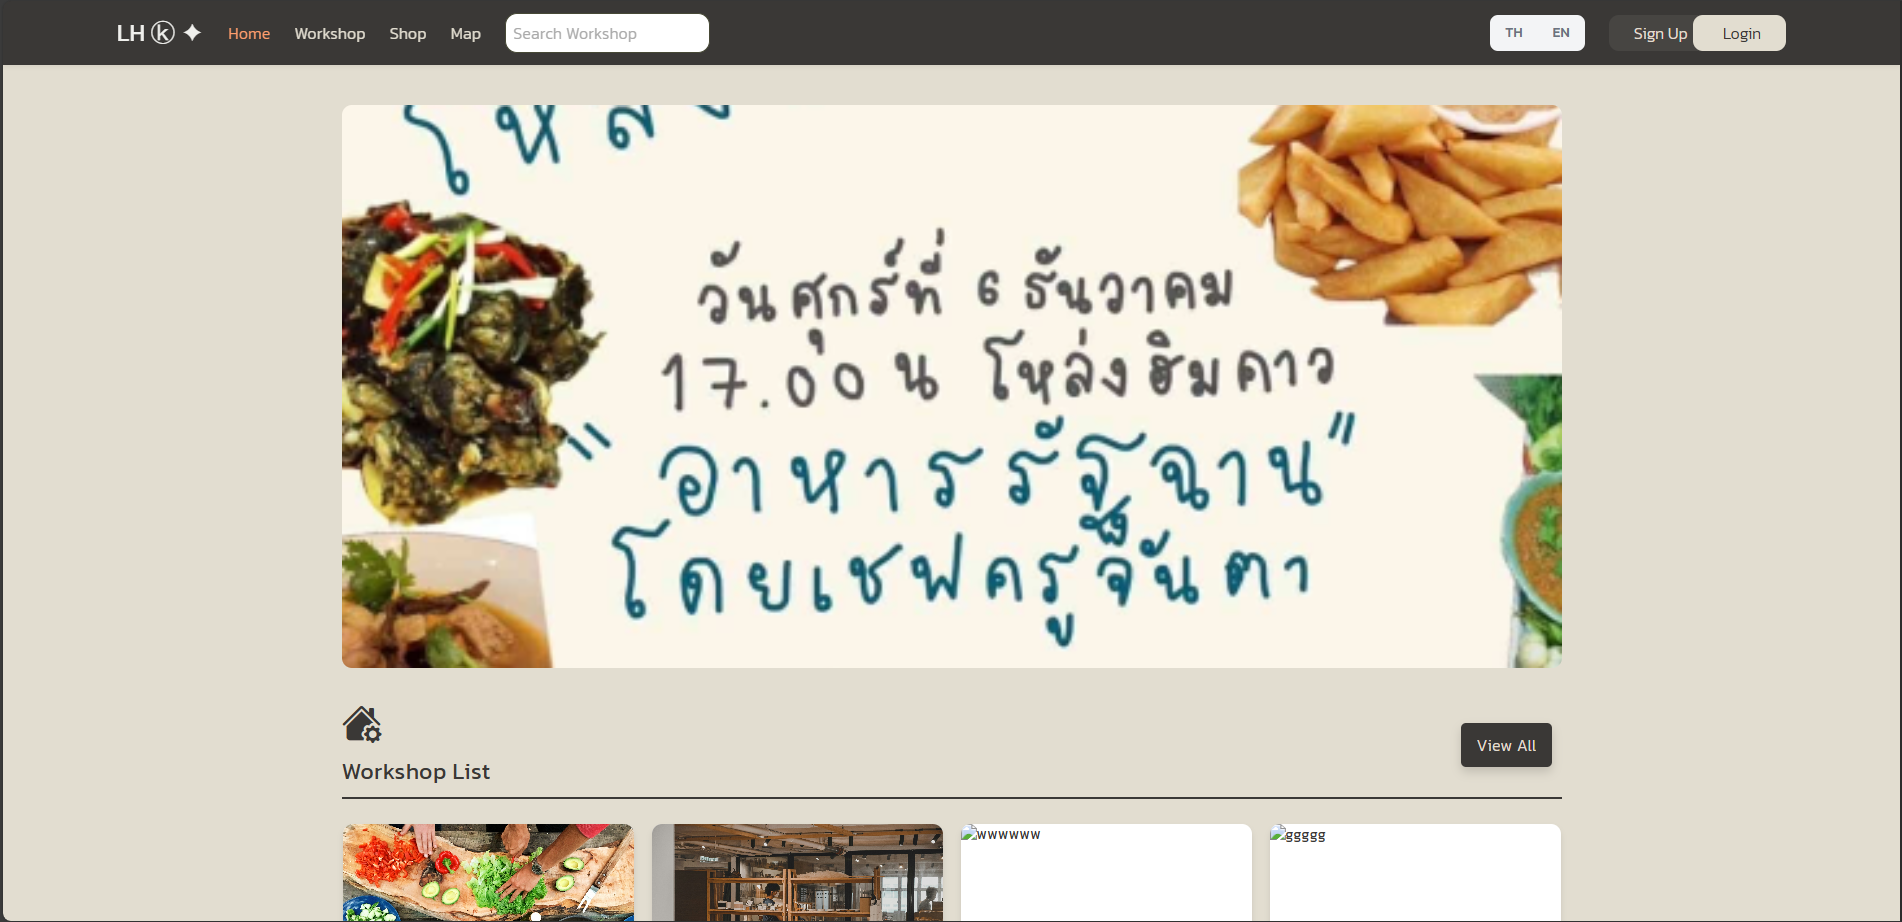 LH ⓚ ✦ Home Workshop Shop Map Search Workshop TH EN Sign Up Login
วันศุกร์ที่ 6 ธันวาคม
17.00 น โหล่งฮิมคาว
"อาหารรัฐฉาน"
โดยเชฟครูจั๋นตา
View All
Workshop List
wwwwww
ggggg